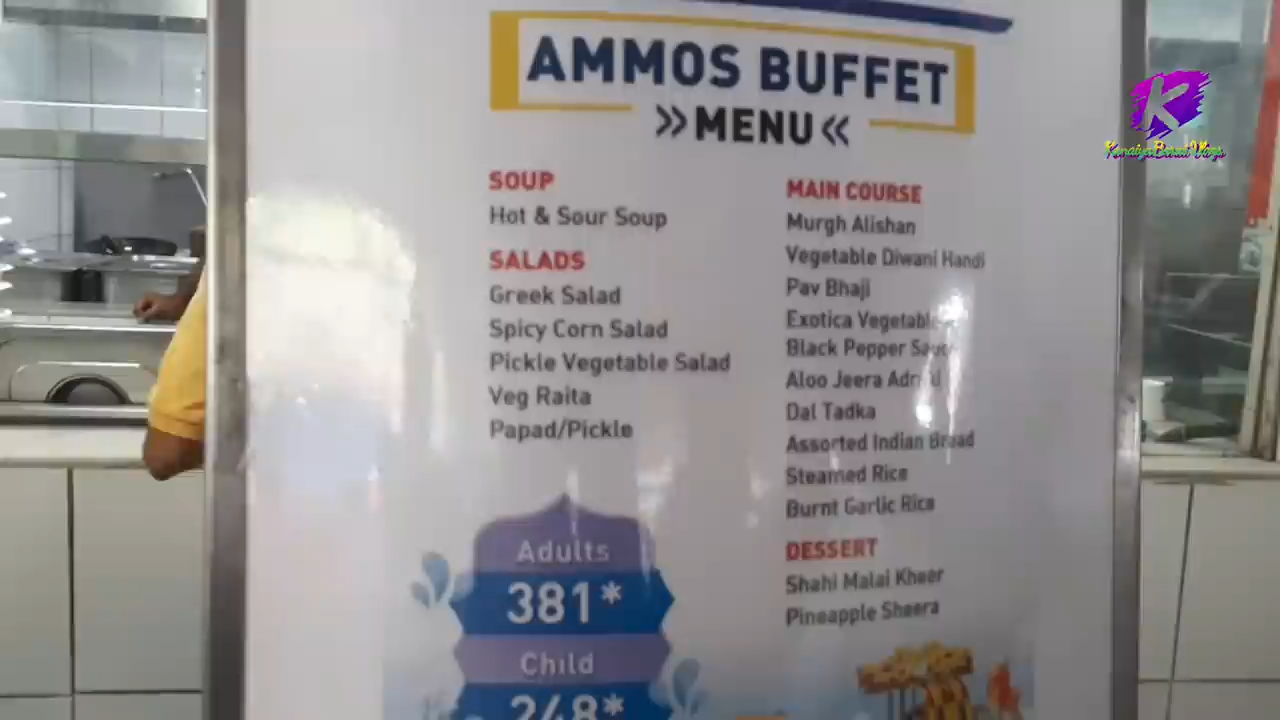 AMMOS BUFFET
»MENU«
SOUP
Hot & Sour Soup
SALADS
Greek Salad
Spicy Corn Salad
Pickle Vegetable Salad
Veg Raita
Papad/Pickle
Adults
381*
Child
248*
MAIN COURSE
Murgh Alishan
Vegetable Diwani Handi
Pav Bhaji
Exotica Vegetable
Black Pepper Sauce
Aloo Jeera
Dal Tadka
Assorted Indian Bread
Steamed Rice
Burnt Garlic Rice
DESSERT
Shahi Malai Kheer
Pineapple Sheera
K